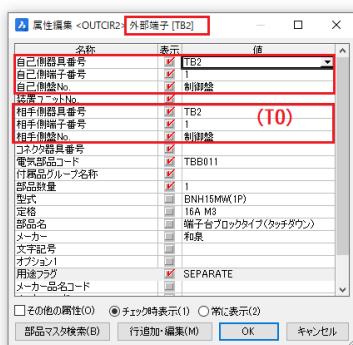 属性編集 <OUTCIR2> 外部端子 [TB2]
名称 表示 値
自己側器具番号 TB2
自己側端子番号 1
自己側盤No. 制御盤
装置ユニットNo.
相手側器具番号 TB2
相手側端子番号 1
相手側盤No. 制御盤
(TO)
コネクタ器具番号
電気部品コード TBB011
付属品グループ名称
部品数量 1
型式 BNH15MW(1P)
定格 16A M3
部品名 端子台ブロックタイプ(タッチダウン)
メーカー 和泉
文字記号
オプション1
用途フラグ SEPARATE
メーカー品名コード
その他の属性(O) チェック時表示(1) 常に表示(2)
部品マスタ検索(B) 行追加・編集(M) OK キャンセル